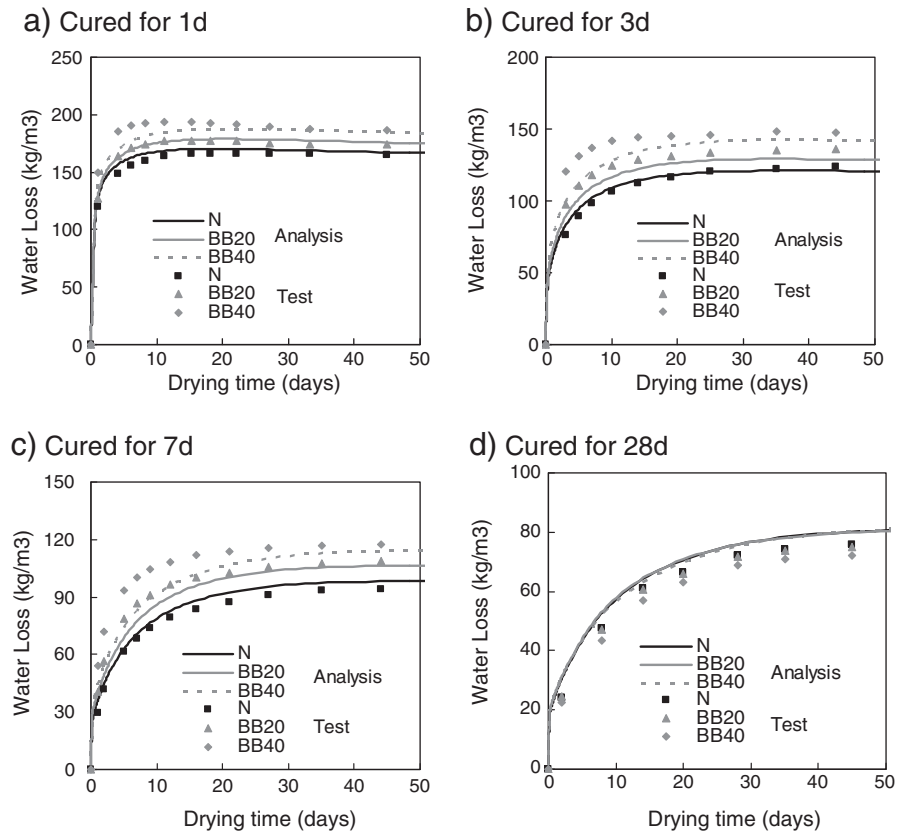 a) Cured for 1d
250
200
150
100
50
0
Water Loss (kg/m3)
N
BB20
BB40
Analysis
N
BB20
BB40
Test
0 10 20 30 40 50
Drying time (days)
b) Cured for 3d
200
150
100
50
0
Water Loss (kg/m3)
N
BB20
BB40
Analysis
N
BB20
BB40
Test
0 10 20 30 40 50
Drying time (days)
c) Cured for 7d
150
120
90
60
30
0
Water Loss (kg/m3)
N
BB20
BB40
Analysis
N
BB20
BB40
Test
0 10 20 30 40 50
Drying time (days)
d) Cured for 28d
100
80
60
40
20
0
Water Loss (kg/m3)
N
BB20
BB40
Analysis
N
BB20
BB40
Test
0 10 20 30 40 50
Drying time (days)